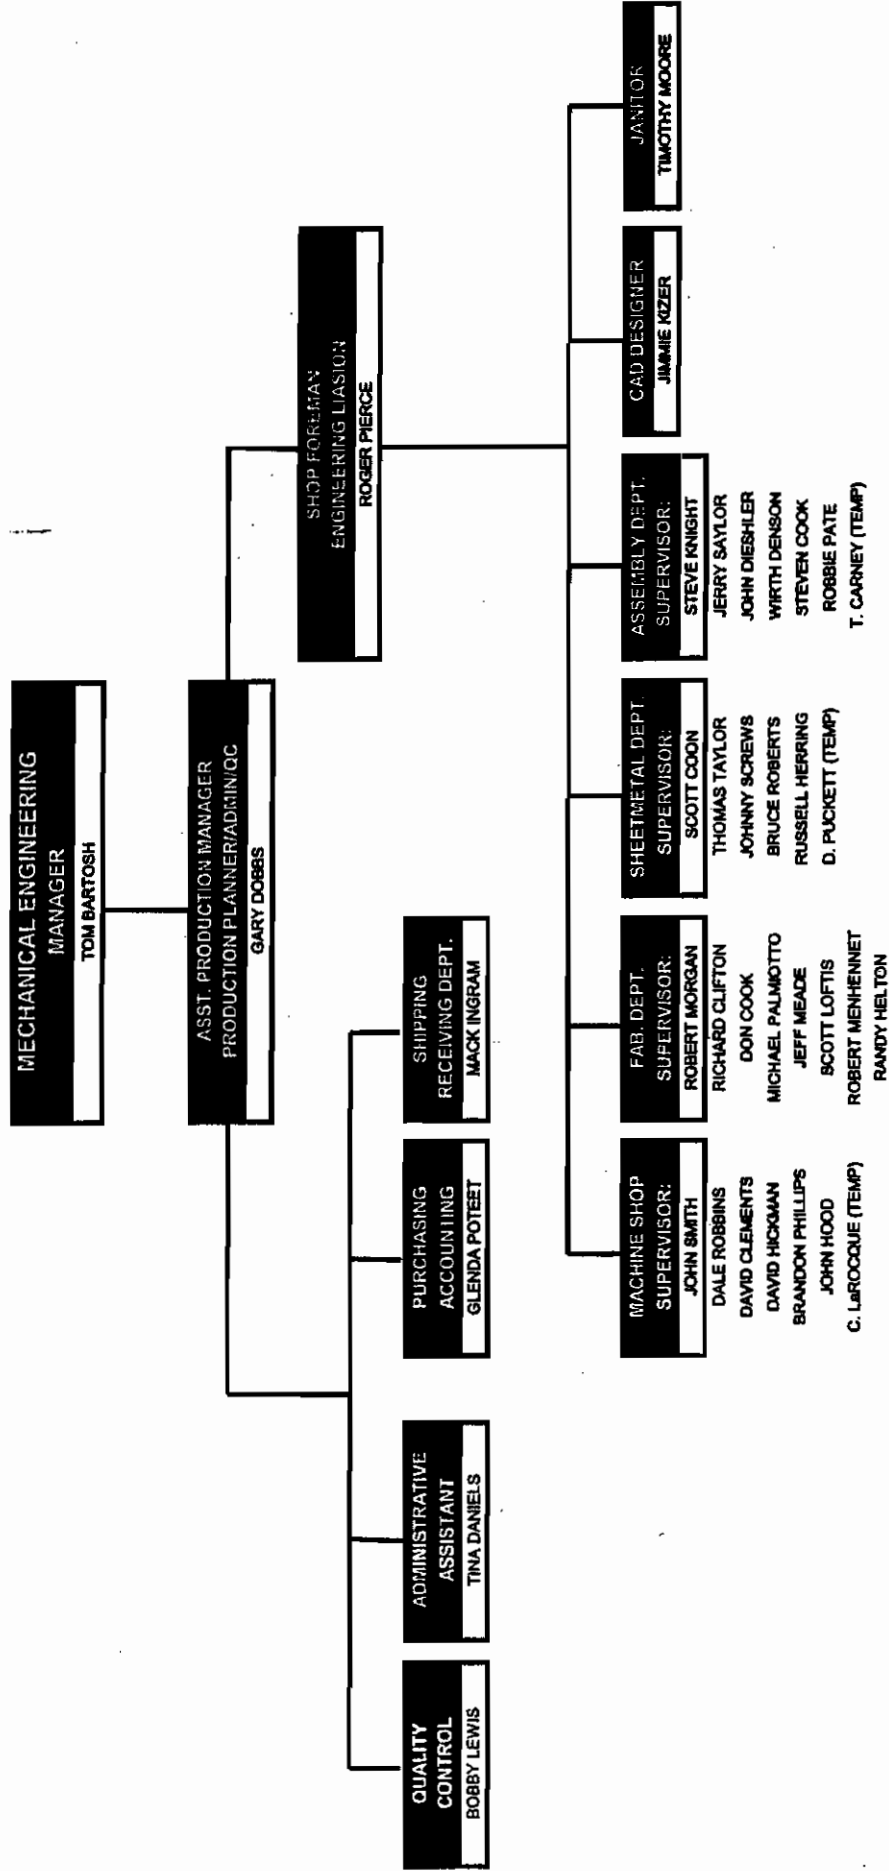 MECHANICAL ENGINEERING
MANAGER
TOM BARTOSH
ASST. PRODUCTION MANAGER
PRODUCTION PLANNER/ADMIN/QC
GARY DOBBS
SHOP FOREMAN
ENGINEERING LIASION
ROGER PIERCE
QUALITY
CONTROL
BOBBY LEWIS
ADMINISTRATIVE
ASSISTANT
TINA DANIELS
PURCHASING
ACCOUNTING
GLENDA POTEET
SHIPPING
RECEIVING DEPT.
MACK INGRAM
MACHINE SHOP
SUPERVISOR:
JOHN SMITH
DALE ROBBINS
DAVID CLEMENTS
DAVID HICKMAN
BRANDON PHILLIPS
JOHN HOOD
C. LaROCQUE (TEMP)
FAB. DEPT.
SUPERVISOR:
ROBERT MORGAN
RICHARD CLIFTON
DON COOK
MICHAEL PALMIOTTO
JEFF MEADE
SCOTT LOFTIS
ROBERT MENHENNET
RANDY HELTON
SHEETMETAL DEPT.
SUPERVISOR:
SCOTT COON
THOMAS TAYLOR
JOHNNY SCREWS
BRUCE ROBERTS
RUSSELL HERRING
D. PUCKETT (TEMP)
ASSEMBLY DEPT.
SUPERVISOR:
STEVE KNIGHT
JERRY SAYLOR
JOHN DIESHLER
WIRTH DENSON
STEVEN COOK
ROBBIE PATE
T. CARNEY (TEMP)
CAD DESIGNER
JIMMIE KIZER
JANITOR
TIMOTHY MOORE